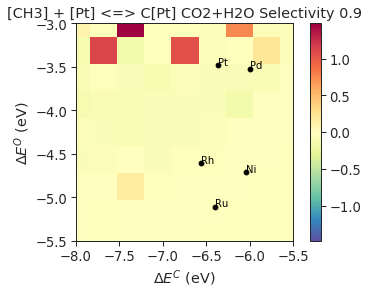 [CH3] + [Pt] <=> C[Pt] CO2+H2O Selectivity 0.9
−3.0
−3.5
−4.0
−4.5
−5.0
−5.5
ΔE^O (eV)
Pt
Pd
Rh
Ni
Ru
−8.0 −7.5 −7.0 −6.5 −6.0 −5.5
ΔE^C (eV)
1.0
0.5
0.0
−0.5
−1.0